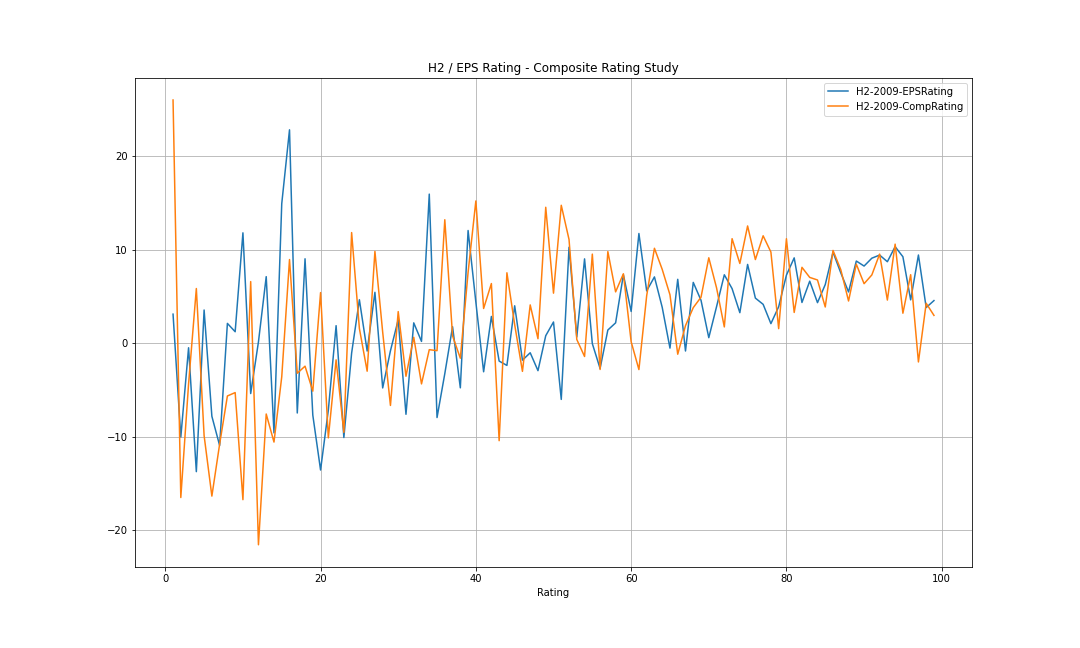 H2 / EPS Rating - Composite Rating Study
H2-2009-EPSRating
H2-2009-CompRating
20
10
0
−10
−20
0 20 40 60 80 100
Rating